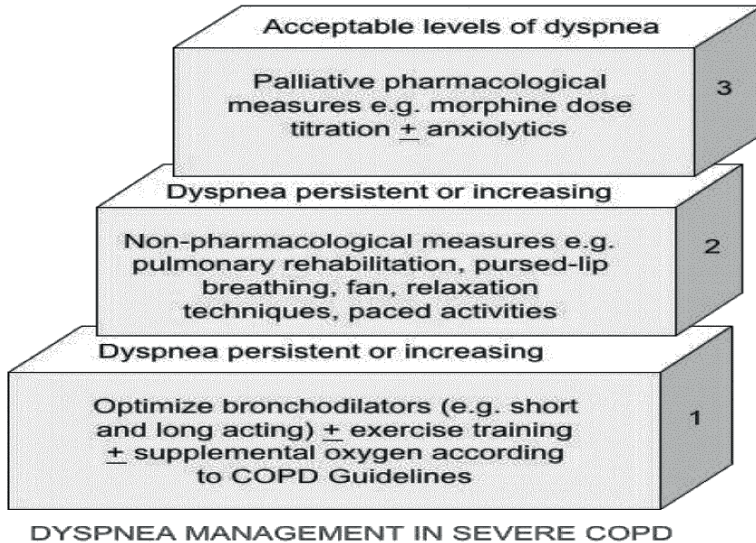 Acceptable levels of dyspnea
Palliative pharmacological
measures e.g. morphine dose
titration ± anxiolytics
3
Dyspnea persistent or increasing
Non-pharmacological measures e.g.
pulmonary rehabilitation, pursed-lip
breathing, fan, relaxation
techniques, paced activities
2
Dyspnea persistent or increasing
Optimize bronchodilators (e.g. short
and long acting) ± exercise training
± supplemental oxygen according
to COPD Guidelines
1
DYSPNEA MANAGEMENT IN SEVERE COPD